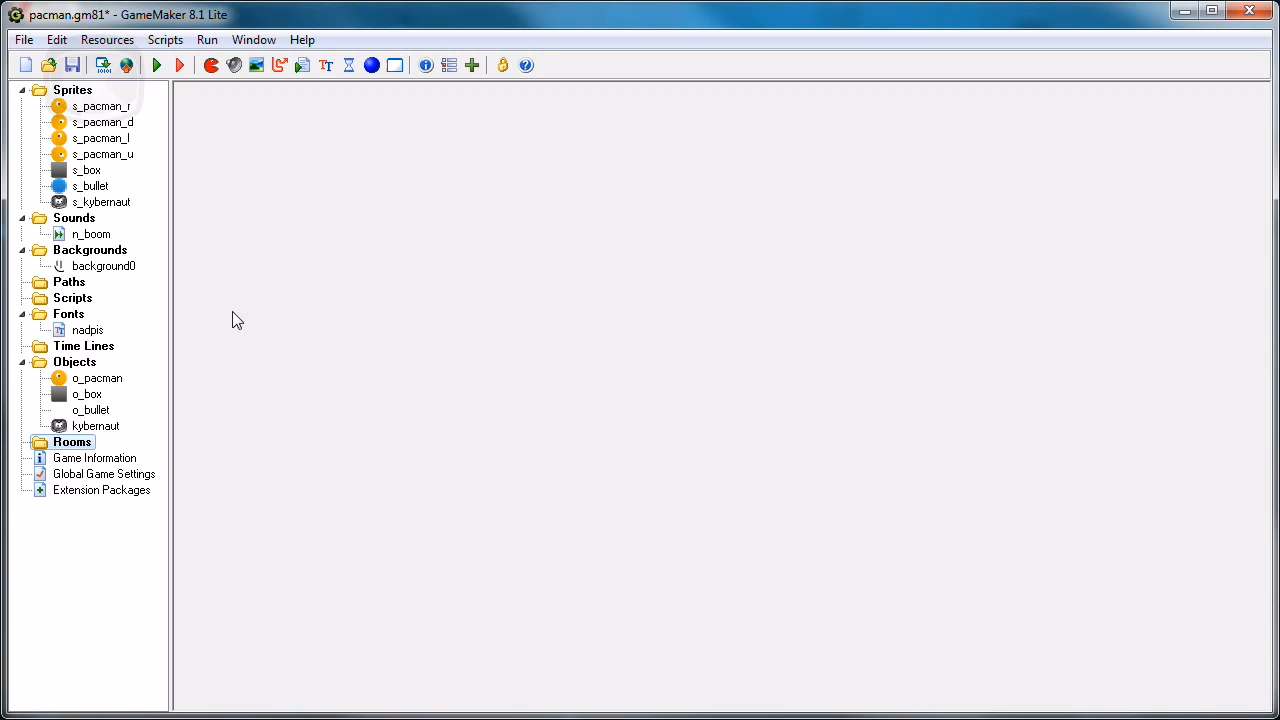 pacman.gm81* - GameMaker 8.1 Lite
File Edit Resources Scripts Run Window Help
Sprites
s_pacman_r
s_pacman_d
s_pacman_l
s_pacman_u
s_box
s_bullet
s_kybernaut
Sounds
n_boom
Backgrounds
background0
Paths
Scripts
Fonts
nadpis
Time Lines
Objects
o_pacman
o_box
o_bullet
kybernaut
Rooms
Game Information
Global Game Settings
Extension Packages